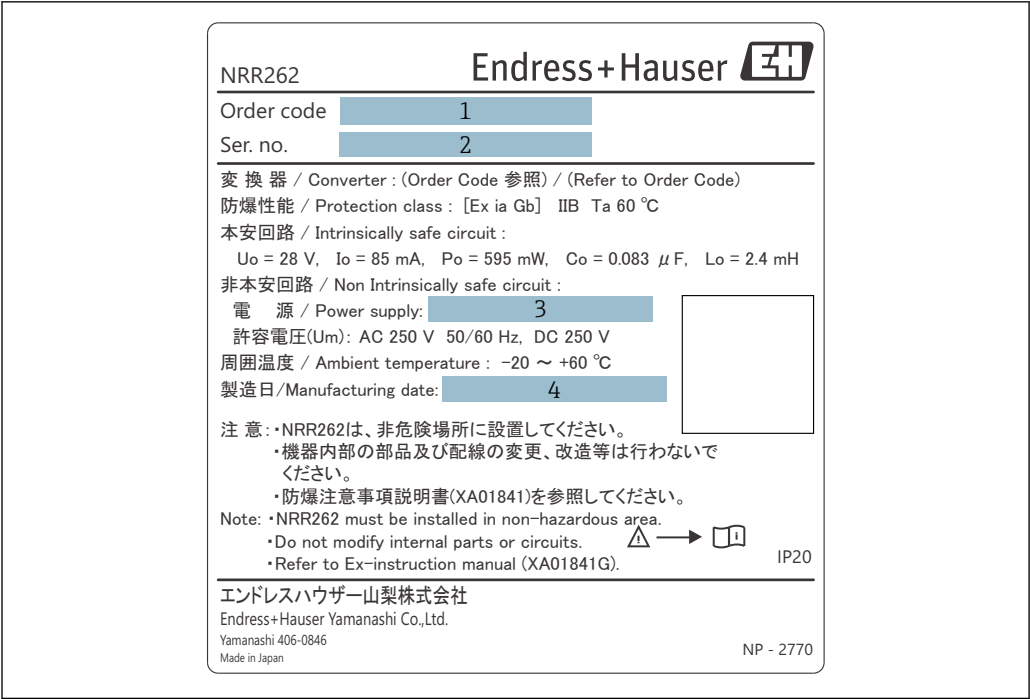 NRR262
Endress+Hauser EH
Order code 1
Ser. no. 2
変 換 器 / Converter : (Order Code 参照) / (Refer to Order Code)
防爆性能 / Protection class : [Ex ia Gb] IIB Ta 60 ℃
本安回路 / Intrinsically safe circuit :
Uo = 28 V, Io = 85 mA, Po = 595 mW, Co = 0.083 μF, Lo = 2.4 mH
非本安回路 / Non Intrinsically safe circuit :
電 源 / Power supply: 3
許容電圧(Um): AC 250 V 50/60 Hz, DC 250 V
周囲温度 / Ambient temperature : -20 ～ +60 ℃
製造日/Manufacturing date: 4
注 意:・NRR262は、非危険場所に設置してください。
・機器内部の部品及び配線の変更、改造等は行わないで
ください。
・防爆注意事項説明書(XA01841)を参照してください。
Note: ・NRR262 must be installed in non-hazardous area.
・Do not modify internal parts or circuits.
・Refer to Ex-instruction manual (XA01841G).
IP20
エンドレスハウザー山梨株式会社
Endress+Hauser Yamanashi Co.,Ltd.
Yamanashi 406-0846
Made in Japan
NP - 2770